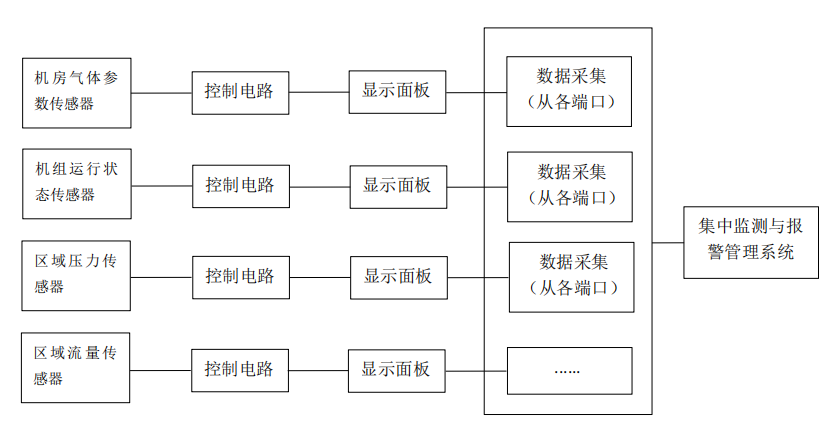 机房气体参
数传感器
控制电路
显示面板
数据采集
（从各端口）
机组运行状
态传感器
控制电路
显示面板
数据采集
（从各端口）
区域压力传
感器
控制电路
显示面板
数据采集
（从各端口）
区域流量传
感器
控制电路
显示面板
......
集中监测与报
警管理系统